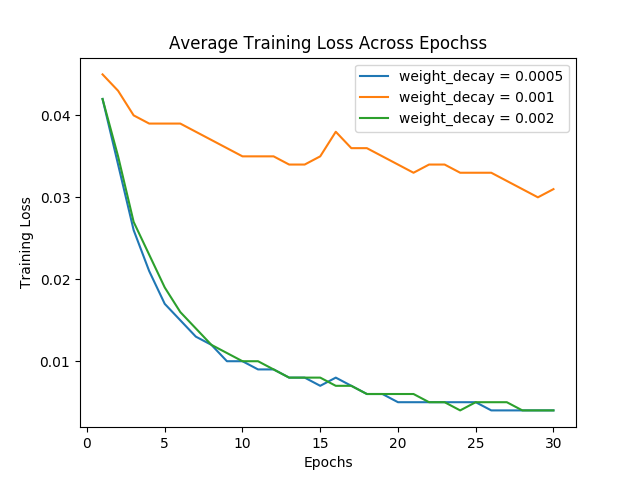 Average Training Loss Across Epochss
weight_decay = 0.0005
weight_decay = 0.001
weight_decay = 0.002
Training Loss
0.04
0.03
0.02
0.01
0 5 10 15 20 25 30
Epochs